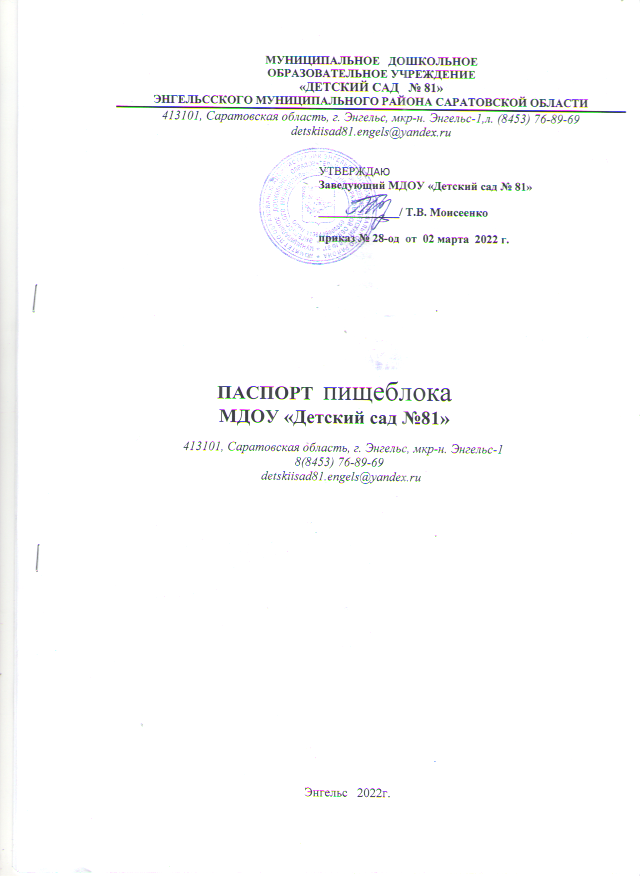 МУНИЦИПАЛЬНОЕ ДОШКОЛЬНОЕ
ОБРАЗОВАТЕЛЬНОЕ УЧРЕЖДЕНИЕ
«ДЕТСКИЙ САД № 81»
ЭНГЕЛЬССКОГО МУНИЦИПАЛЬНОГО РАЙОНА САРАТОВСКОЙ ОБЛАСТИ
413101, Саратовская область, г. Энгельс, мкр-н. Энгельс-1,л. (8453) 76-89-69
detskiisad81.engels@yandex.ru
УТВЕРЖДАЮ
Заведующий МДОУ «Детский сад № 81»
/ Т.В. Моисеенко
приказ № 28-од от 02 марта 2022 г.
ПАСПОРТ пищеблока
МДОУ «Детский сад №81»
413101, Саратовская область, г. Энгельс, мкр-н. Энгельс-1
8(8453) 76-89-69
detskiisad81.engels@yandex.ru
Энгельс 2022г.